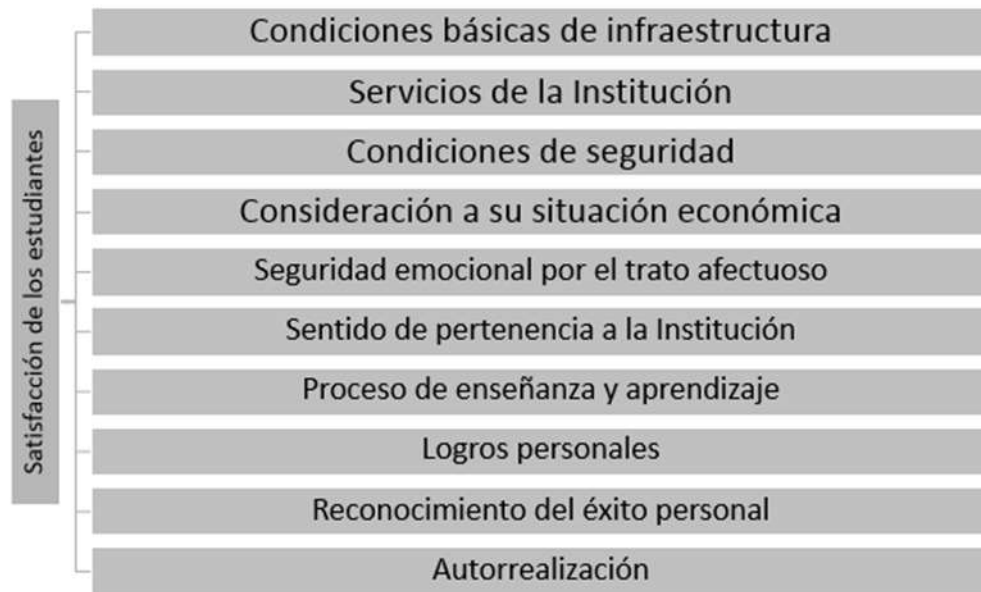 Satisfacción de los estudiantes
Condiciones básicas de infraestructura
Servicios de la Institución
Condiciones de seguridad
Consideración a su situación económica
Seguridad emocional por el trato afectuoso
Sentido de pertenencia a la Institución
Proceso de enseñanza y aprendizaje
Logros personales
Reconocimiento del éxito personal
Autorrealización